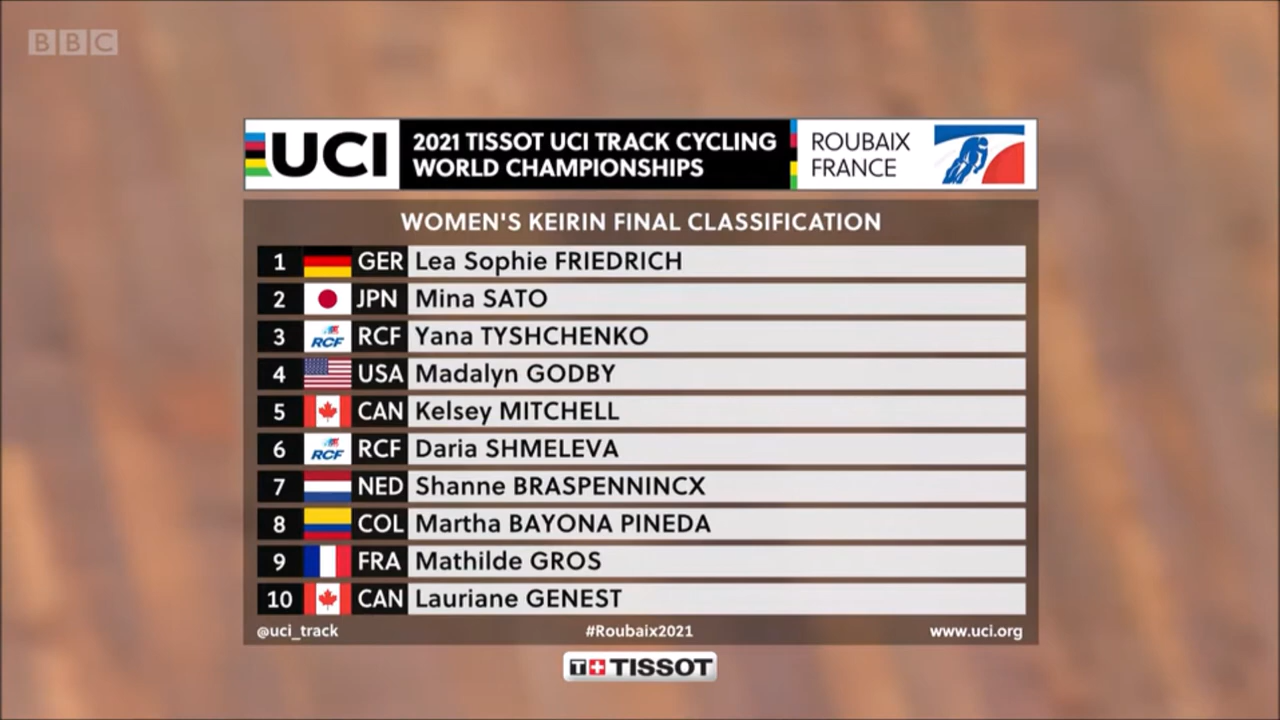 BBC
UCI
2021 TISSOT UCI TRACK CYCLING
WORLD CHAMPIONSHIPS
ROUBAIX
FRANCE
WOMEN'S KEIRIN FINAL CLASSIFICATION
1 GER Lea Sophie FRIEDRICH
2 JPN Mina SATO
3 RCF RCF Yana TYSHCHENKO
4 USA Madalyn GODBY
5 CAN Kelsey MITCHELL
6 RCF RCF Daria SHMELEVA
7 NED Shanne BRASPENNINCX
8 COL Martha BAYONA PINEDA
9 FRA Mathilde GROS
10 CAN Lauriane GENEST
@uci_track #Roubaix2021 www.uci.org
T+ TISSOT